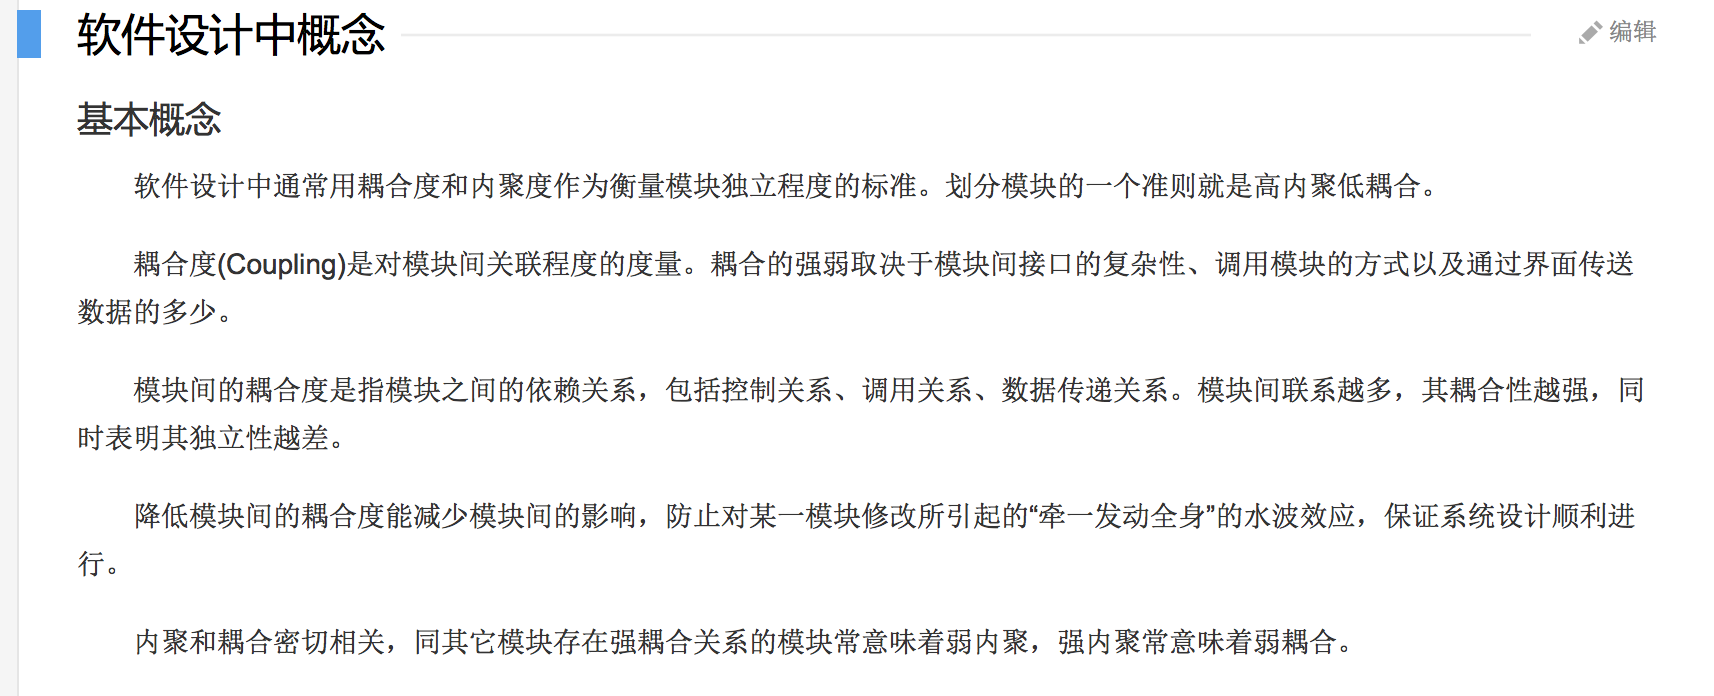 软件设计中概念
编辑
基本概念
软件设计中通常用耦合度和内聚度作为衡量模块独立程度的标准。划分模块的一个准则就是高内聚低耦合。
耦合度(Coupling)是对模块间关联程度的度量。耦合的强弱取决于模块间接口的复杂性、调用模块的方式以及通过界面传送
数据的多少。
模块间的耦合度是指模块之间的依赖关系，包括控制关系、调用关系、数据传递关系。模块间联系越多，其耦合性越强，同
时表明其独立性越差。
降低模块间的耦合度能减少模块间的影响，防止对某一模块修改所引起的“牵一发动全身”的水波效应，保证系统设计顺利进
行。
内聚和耦合密切相关，同其它模块存在强耦合关系的模块常意味着弱内聚，强内聚常意味着弱耦合。